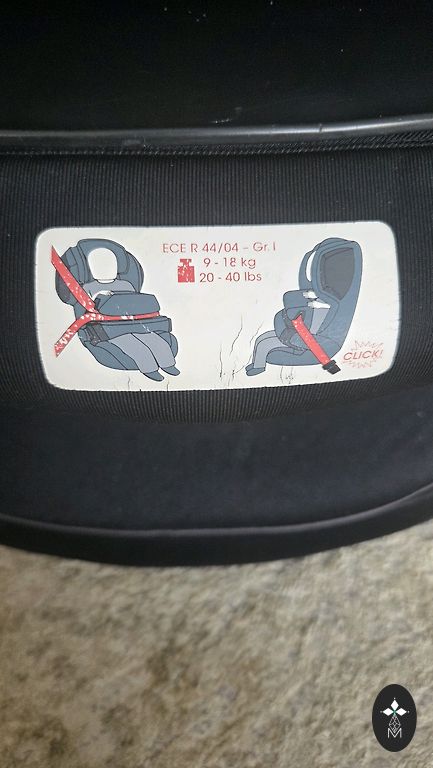 ECE R 44/04 - Gr. I
9 - 18 kg
20 - 40 lbs
CLICK!
M